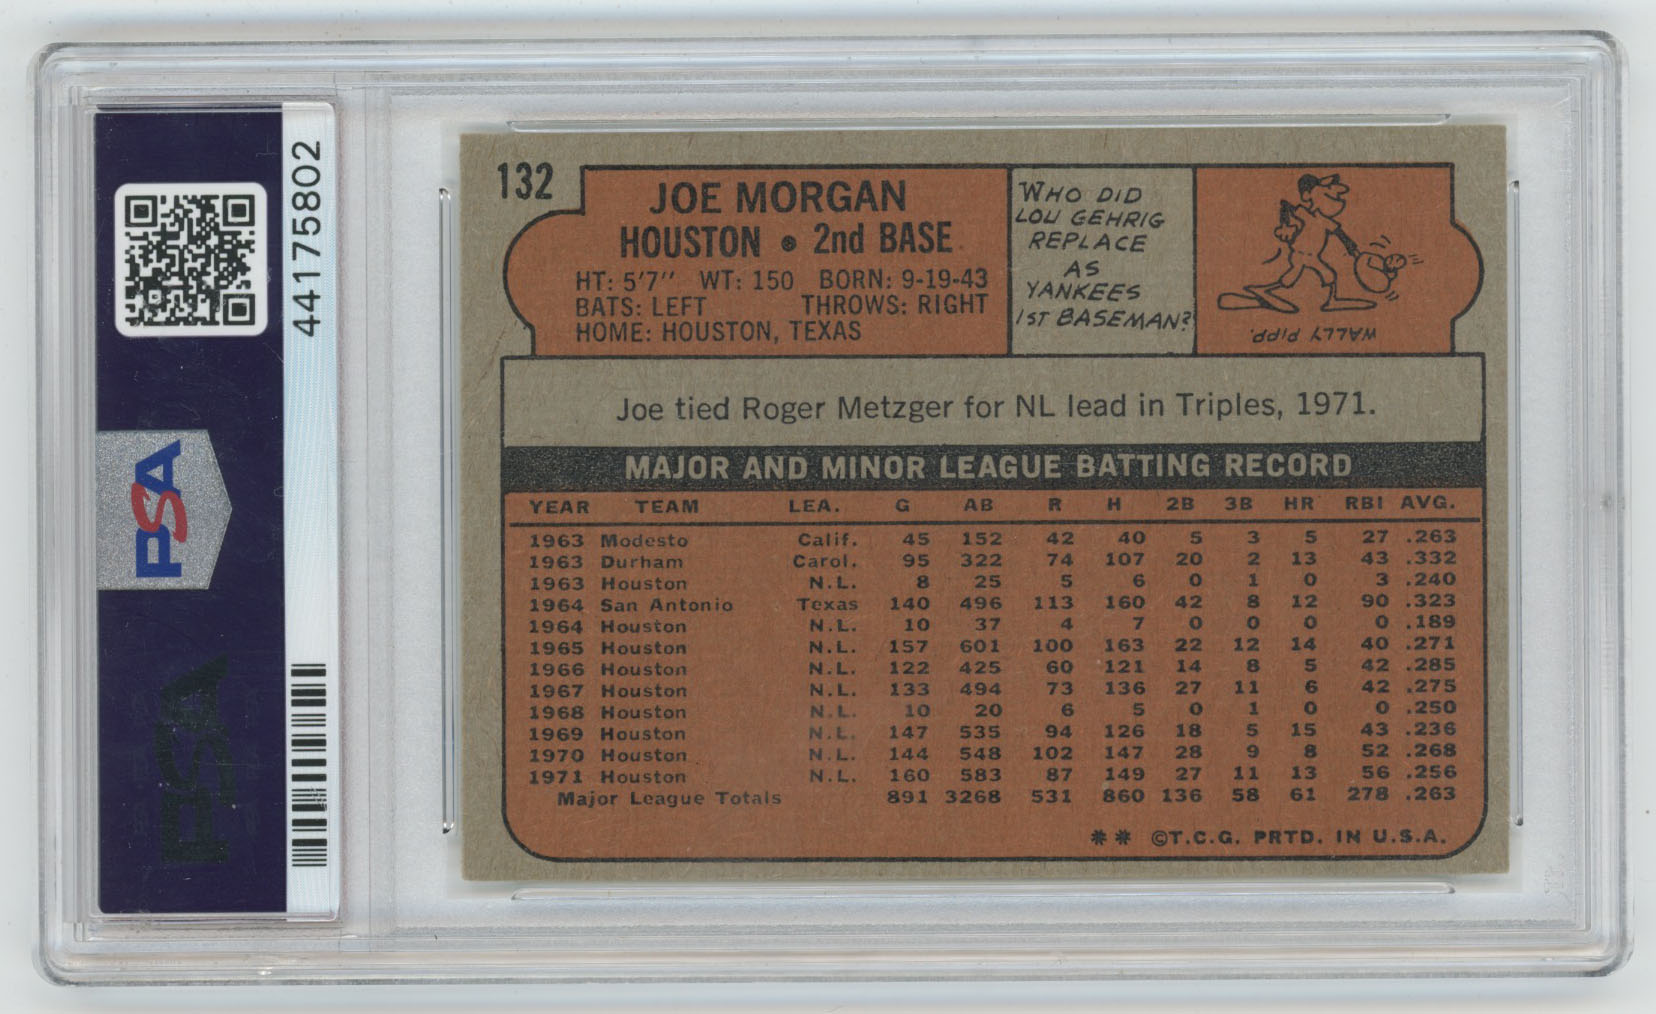 44175802
PSA
PSA
132
JOE MORGAN
HOUSTON • 2nd BASE
HT: 5'7" WT: 150 BORN: 9-19-43
BATS: LEFT THROWS: RIGHT
HOME: HOUSTON, TEXAS
WHO DID
LOU GEHRIG
REPLACE
AS
YANKEES
1ST BASEMAN?
WALLY PIPP.
Joe tied Roger Metzger for NL lead in Triples, 1971.
MAJOR AND MINOR LEAGUE BATTING RECORD
YEAR TEAM LEA. G AB R H 2B 3B HR RBI AVG.
1963 Modesto Calif. 45 152 42 40 5 3 5 27 .263
1963 Durham Carol. 95 322 74 107 20 2 13 43 .332
1963 Houston N.L. 8 25 5 6 0 1 0 3 .240
1964 San Antonio Texas 140 496 113 160 42 8 12 90 .323
1964 Houston N.L. 10 37 4 7 0 0 0 0 .189
1965 Houston N.L. 157 601 100 163 22 12 14 40 .271
1966 Houston N.L. 122 425 60 121 14 8 5 42 .285
1967 Houston N.L. 133 494 73 136 27 11 6 42 .275
1968 Houston N.L. 10 20 6 5 0 1 0 0 .250
1969 Houston N.L. 147 535 94 126 18 5 15 43 .236
1970 Houston N.L. 144 548 102 147 28 9 8 52 .268
1971 Houston N.L. 160 583 87 149 27 11 13 56 .256
Major League Totals 891 3268 531 860 136 58 61 278 .263
** ©T.C.G. PRTD. IN U.S.A.